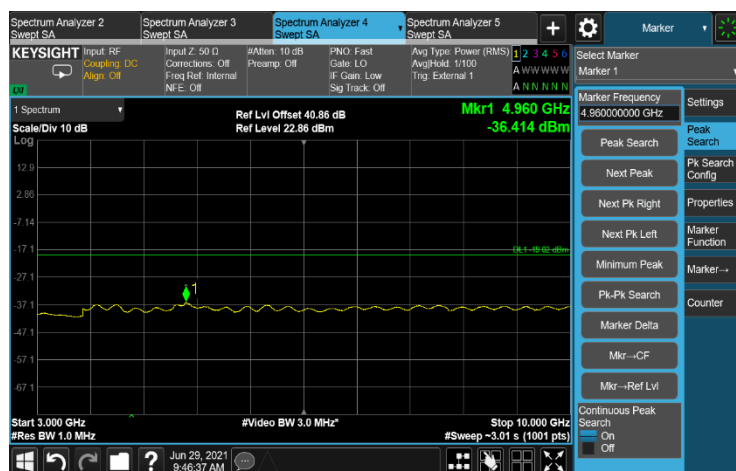 Spectrum Analyzer 2
Swept SA
Spectrum Analyzer 3
Swept SA
Spectrum Analyzer 4
Swept SA
Spectrum Analyzer 5
Swept SA
+
Marker
KEYSIGHT
Input: RF
Coupling: DC
Align: Off
Input Z: 50 Ω
Corrections: Off
Freq Ref: Internal
NFE: Off
#Atten: 10 dB
Preamp: Off
PNO: Fast
Gate: LO
IF Gain: Low
Sig Track: Off
Avg Type: Power (RMS)
Avg|Hold: 1/100
Trig: External 1
1 2 3 4 5 6
A W W W W W
A N N N N N
LXI
Select Marker
Marker 1
1 Spectrum
Scale/Div 10 dB
Log
Ref Lvl Offset 40.86 dB
Ref Level 22.86 dBm
Mkr1 4.960 GHz
-36.414 dBm
12.9
2.86
-7.14
-17.1
-27.1
-37.1
-47.1
-57.1
-67.1
DL1 -19.02 dBm
1
Start 3.000 GHz
#Res BW 1.0 MHz
#Video BW 3.0 MHz*
Stop 10.000 GHz
#Sweep ~3.01 s (1001 pts)
Marker Frequency
4.960000000 GHz
Peak Search
Next Peak
Next Pk Right
Next Pk Left
Minimum Peak
Pk-Pk Search
Marker Delta
Mkr→CF
Mkr→Ref Lvl
Continuous Peak
Search
On
Off
Settings
Peak
Search
Pk Search
Config
Properties
Marker
Function
Marker→
Counter
?
Jun 29, 2021
9:46:37 AM